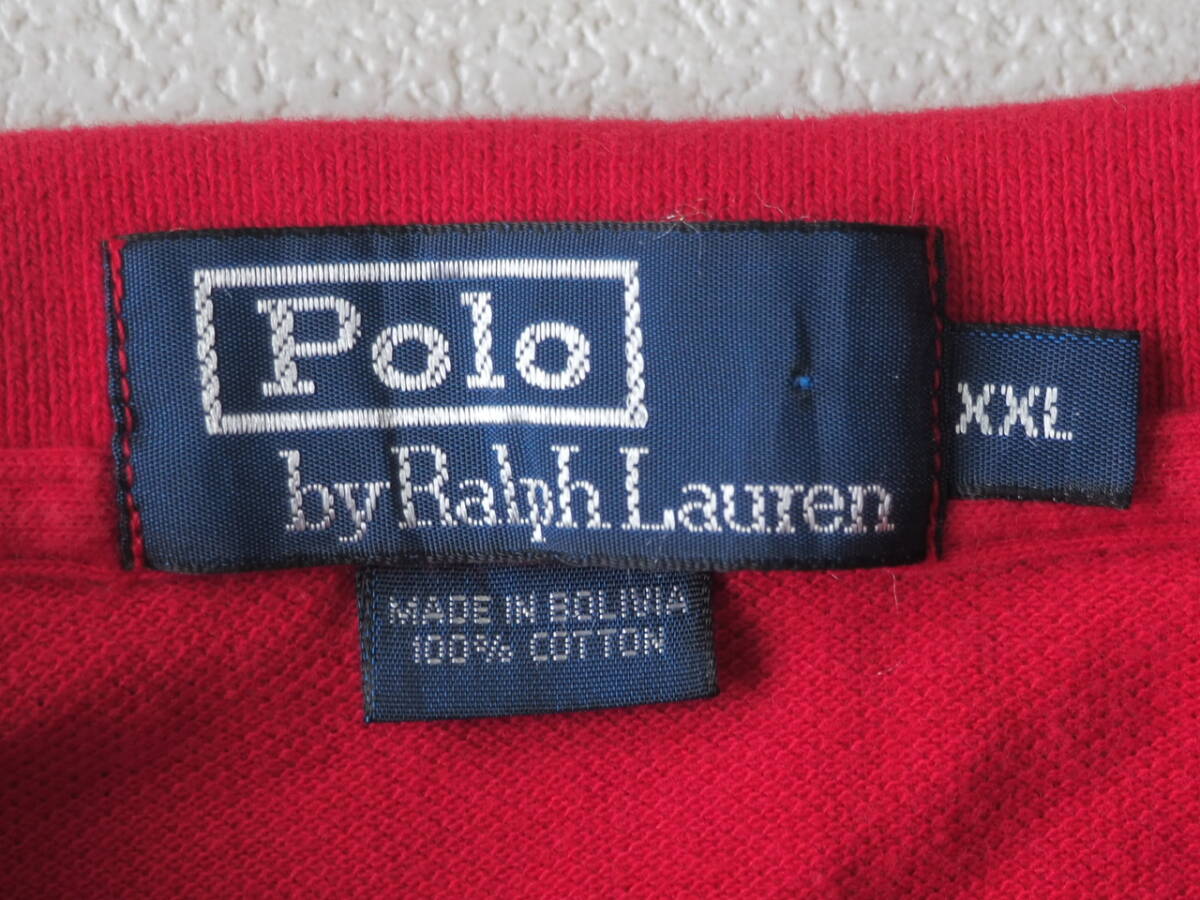 Polo
by Ralph Lauren
XXL
MADE IN BOLIVIA
100% COTTON